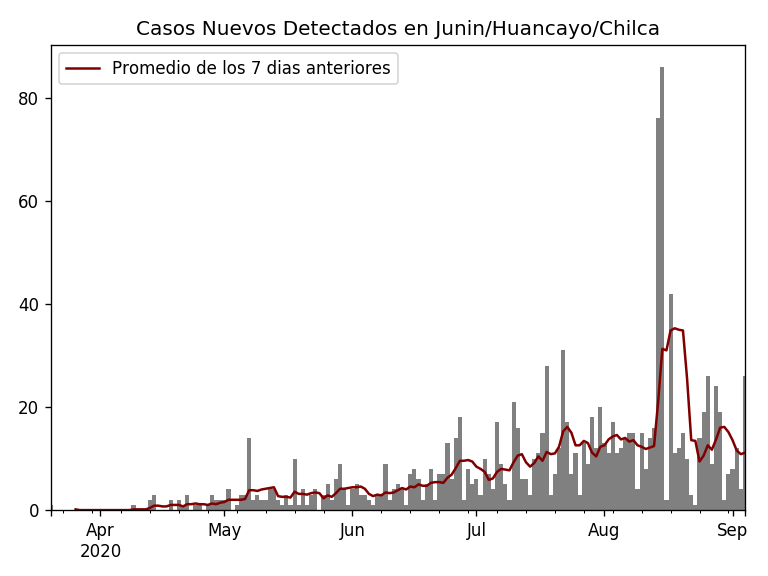 Casos Nuevos Detectados en Junin/Huancayo/Chilca
Promedio de los 7 dias anteriores
80
60
40
20
0
Apr May Jun Jul Aug Sep
2020